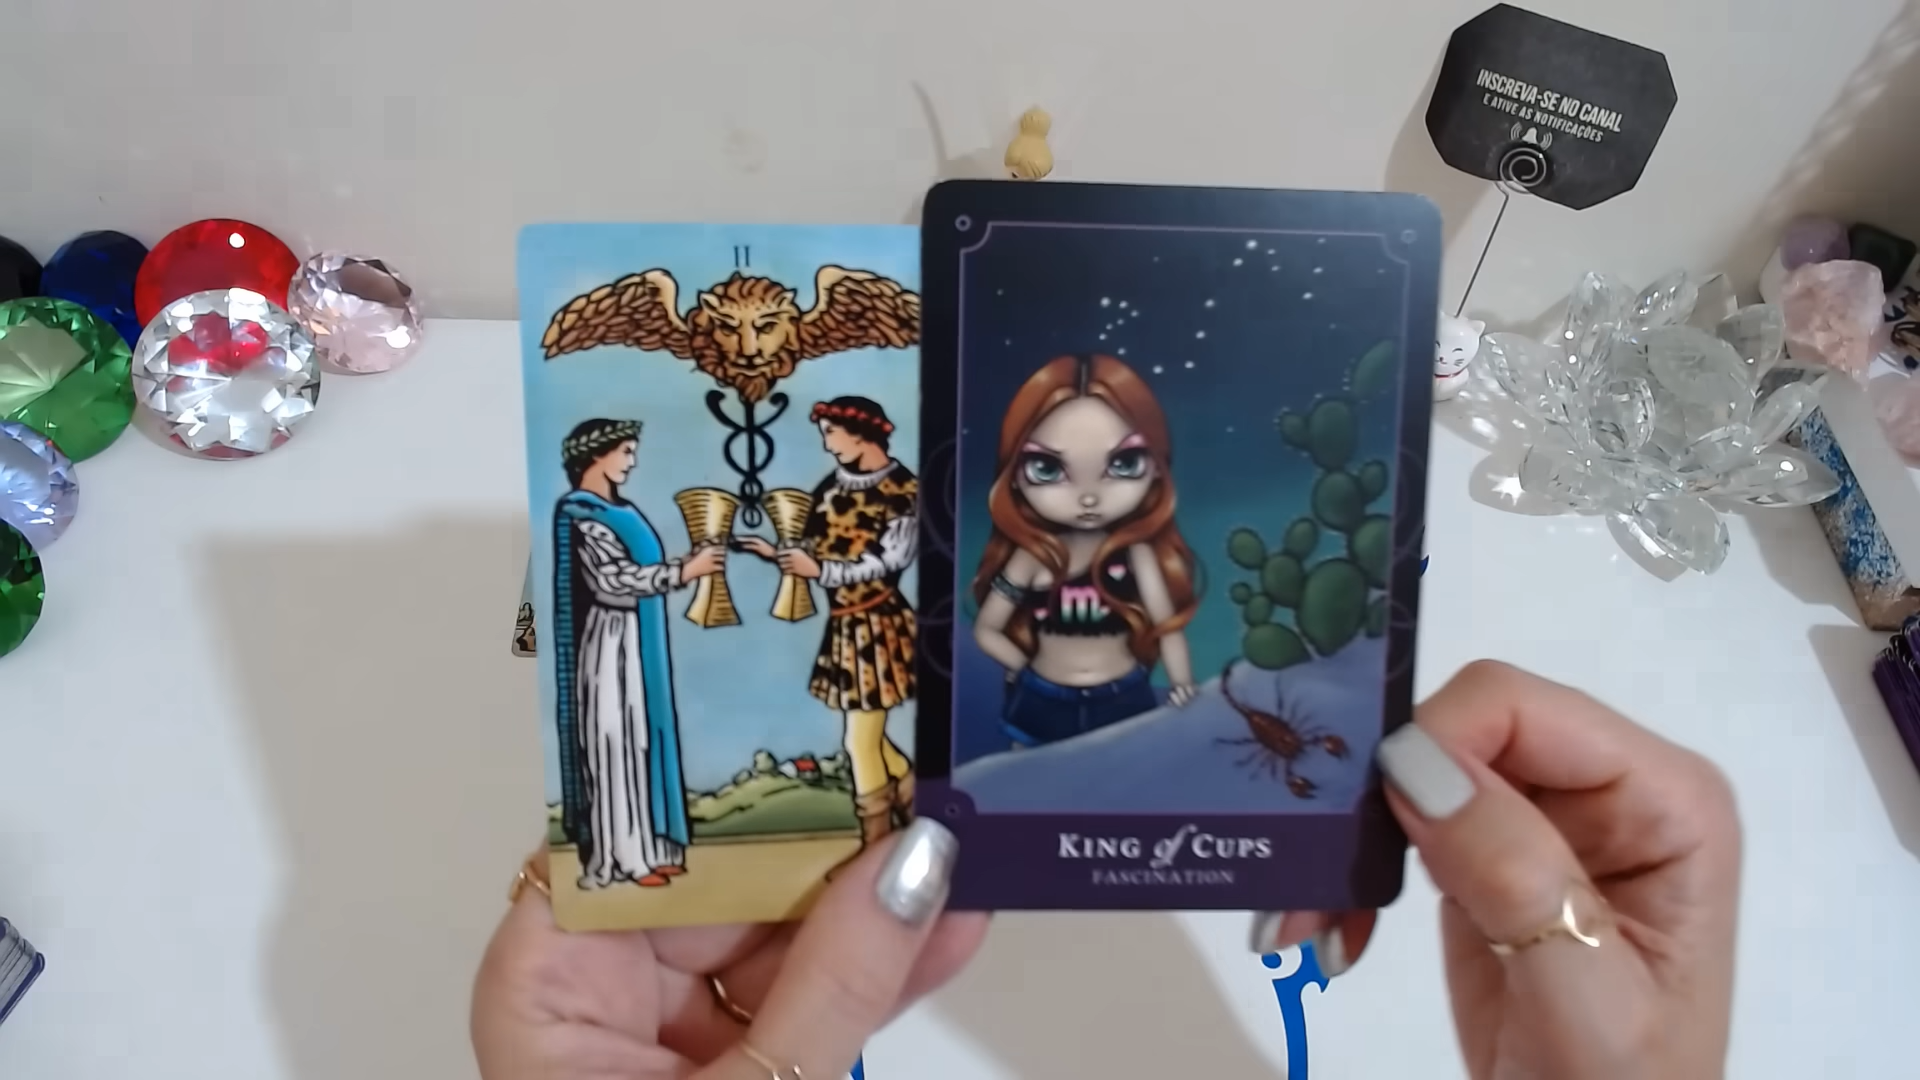 INSCREVA-SE NO CANAL
E ATIVE AS NOTIFICAÇÕES
II
m
KING of CUPS
FASCINATION